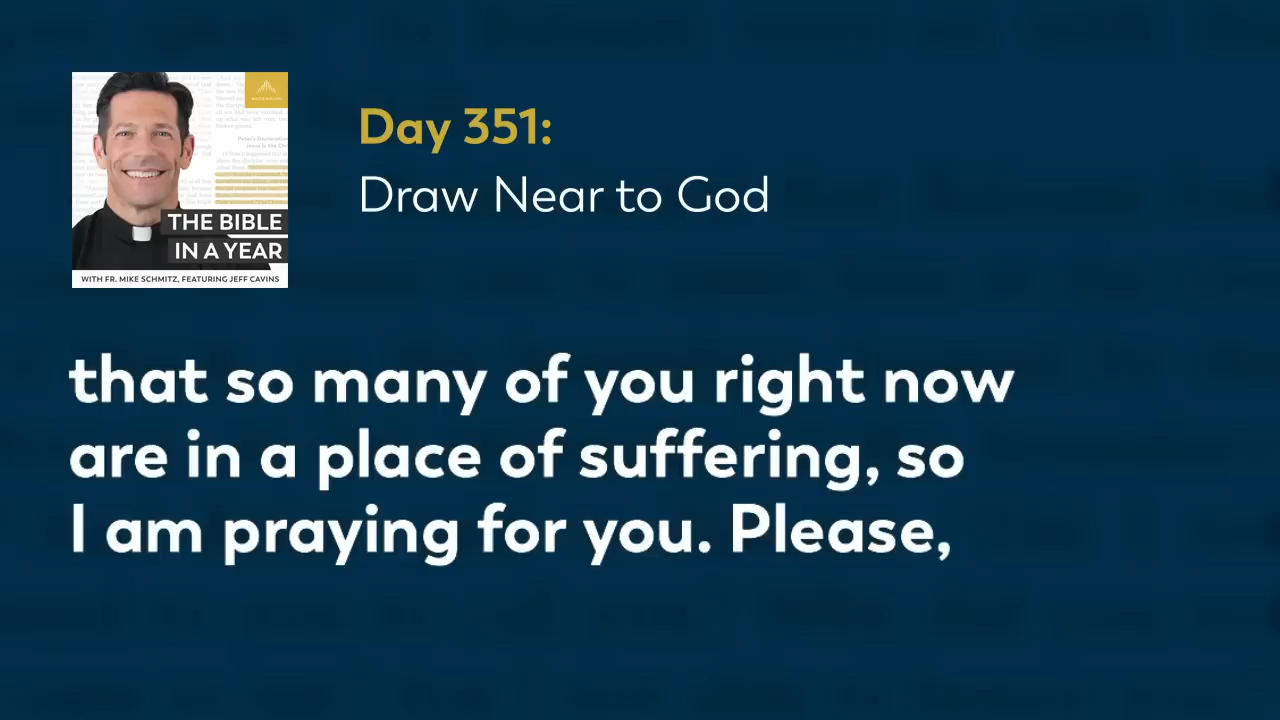 Day 351:
Draw Near to God
THE BIBLE
IN A YEAR
WITH FR. MIKE SCHMITZ, FEATURING JEFF CAVINS
that so many of you right now
are in a place of suffering, so
I am praying for you. Please,